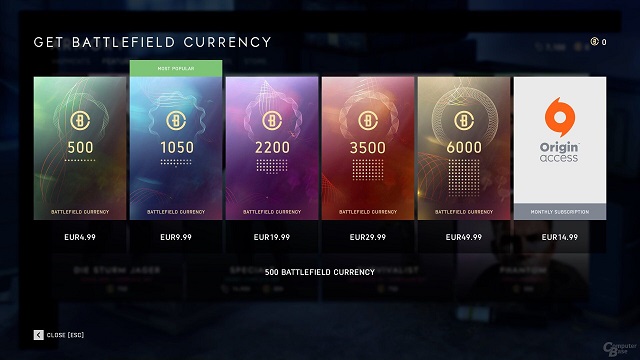 GET BATTLEFIELD CURRENCY
0
MOST POPULAR
500
BATTLEFIELD CURRENCY
EUR4.99
1050
BATTLEFIELD CURRENCY
EUR9.99
2200
BATTLEFIELD CURRENCY
EUR19.99
3500
BATTLEFIELD CURRENCY
EUR29.99
6000
BATTLEFIELD CURRENCY
EUR49.99
Origin
access
MONTHLY SUBSCRIPTION
EUR14.99
DIE STURM JAGER
PHANTOM
500 BATTLEFIELD CURRENCY
CLOSE [ESC]
Computer
Base